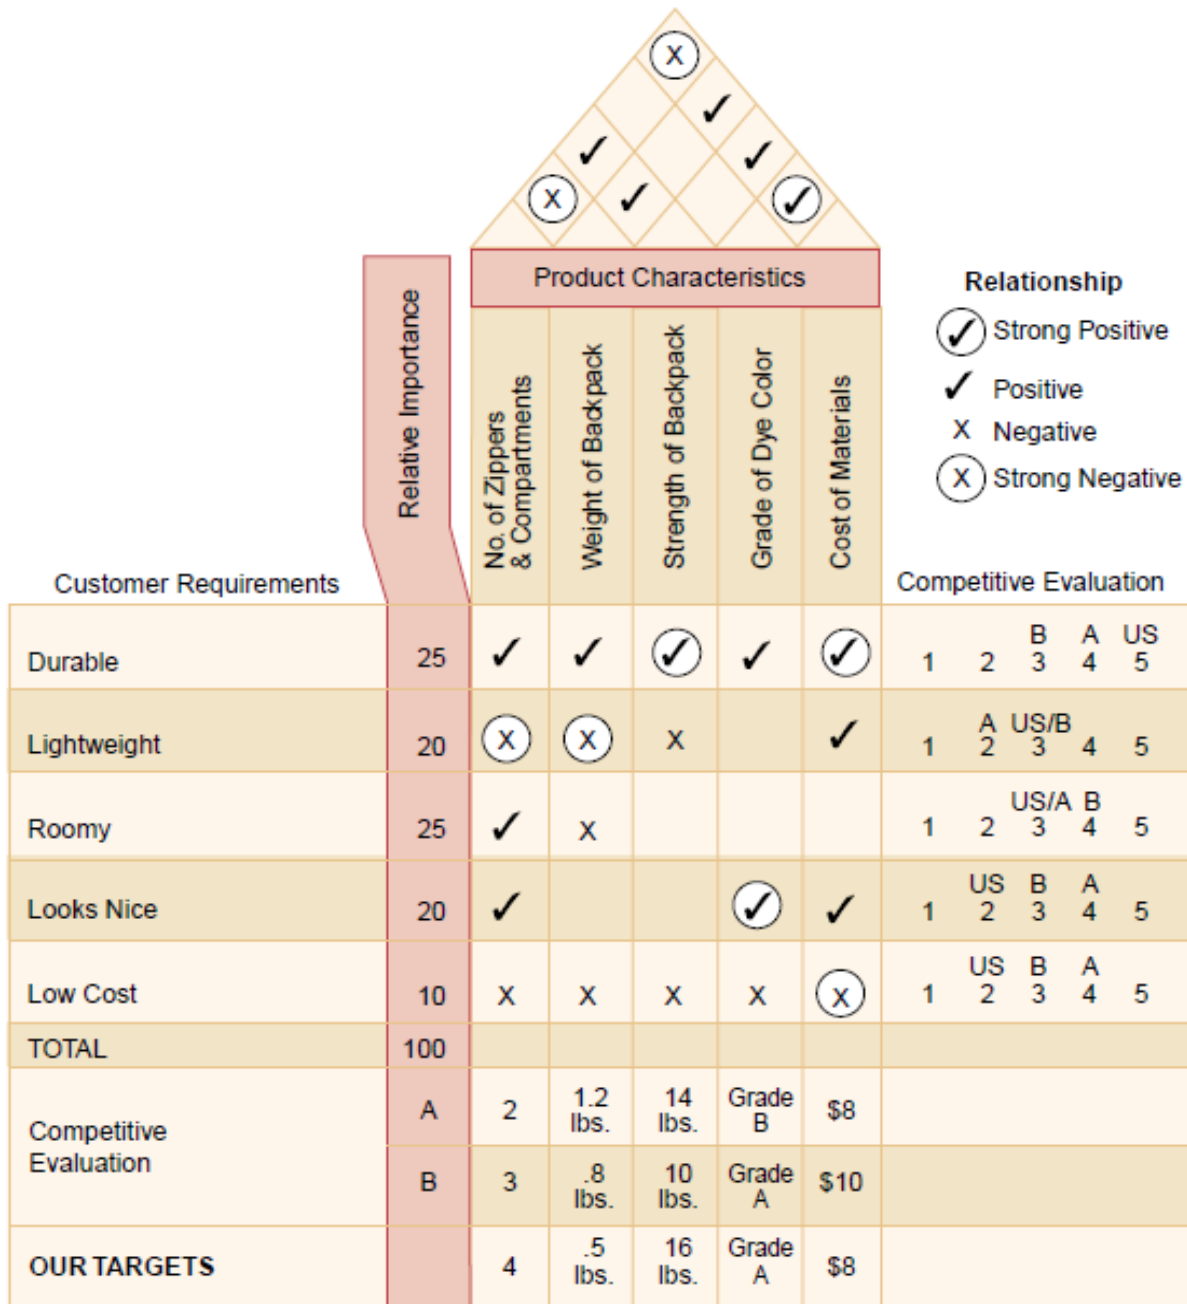 Product Characteristics
Relationship
Strong Positive
Positive
X Negative
X Strong Negative
Relative Importance
No. of Zippers
& Compartments
Weight of Backpack
Strength of Backpack
Grade of Dye Color
Cost of Materials
Customer Requirements
Competitive Evaluation
Durable 25 1 2 B 3 A 4 US 5
Lightweight 20 X X X 1 A 2 US/B 3 4 5
Roomy 25 X 1 2 US/A 3 B 4 5
Looks Nice 20 1 US 2 B 3 A 4 5
Low Cost 10 X X X X X 1 US 2 B 3 A 4 5
TOTAL 100
Competitive
Evaluation
A 2 1.2 lbs. 14 lbs. Grade B $8
B 3 .8 lbs. 10 lbs. Grade A $10
OUR TARGETS 4 .5 lbs. 16 lbs. Grade A $8